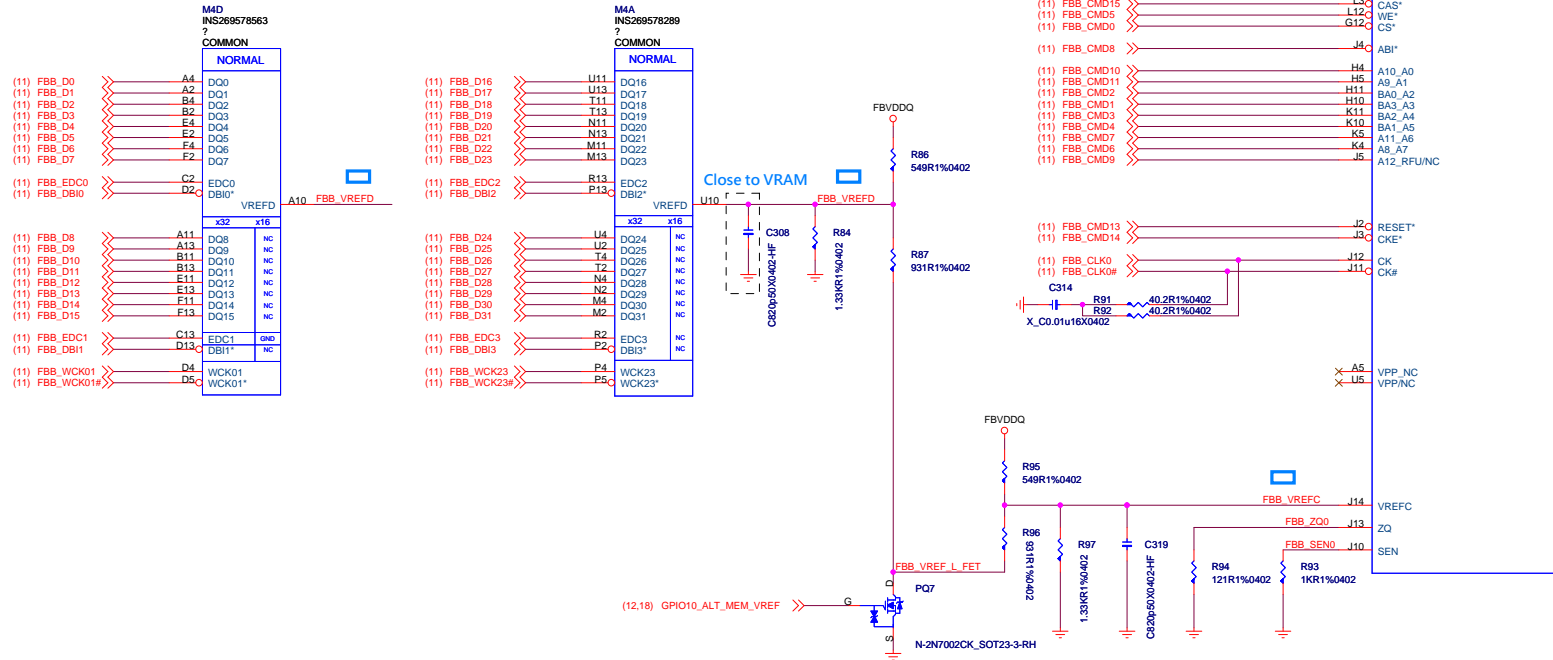 M4D
INS269578563
?
COMMON
NORMAL
(11) FBB_D0 A4 DQ0
(11) FBB_D1 A2 DQ1
(11) FBB_D2 B4 DQ2
(11) FBB_D3 B2 DQ3
(11) FBB_D4 E4 DQ4
(11) FBB_D5 E2 DQ5
(11) FBB_D6 F4 DQ6
(11) FBB_D7 F2 DQ7
(11) FBB_EDC0 C2 EDC0
(11) FBB_DBI0 D2 DBI0*
VREFD A10 FBB_VREFD
x32 x16
(11) FBB_D8 A11 DQ8 NC
(11) FBB_D9 A13 DQ9 NC
(11) FBB_D10 B11 DQ10 NC
(11) FBB_D11 B13 DQ11 NC
(11) FBB_D12 E11 DQ12 NC
(11) FBB_D13 E13 DQ13 NC
(11) FBB_D14 F11 DQ14 NC
(11) FBB_D15 F13 DQ15 NC
(11) FBB_EDC1 C13 EDC1 GND
(11) FBB_DBI1 D13 DBI1* NC
(11) FBB_WCK01 D4 WCK01
(11) FBB_WCK01# D5 WCK01*
M4A
INS269578289
?
COMMON
NORMAL
(11) FBB_D16 U11 DQ16
(11) FBB_D17 U13 DQ17
(11) FBB_D18 T11 DQ18
(11) FBB_D19 T13 DQ19
(11) FBB_D20 N11 DQ20
(11) FBB_D21 N13 DQ21
(11) FBB_D22 M11 DQ22
(11) FBB_D23 M13 DQ23
(11) FBB_EDC2 R13 EDC2
(11) FBB_DBI2 P13 DBI2*
VREFD U10 FBB_VREFD
x32 x16
(11) FBB_D24 U4 DQ24 NC
(11) FBB_D25 U2 DQ25 NC
(11) FBB_D26 T4 DQ26 NC
(11) FBB_D27 T2 DQ27 NC
(11) FBB_D28 N4 DQ28 NC
(11) FBB_D29 N2 DQ29 NC
(11) FBB_D30 M4 DQ30 NC
(11) FBB_D31 M2 DQ31 NC
(11) FBB_EDC3 R2 EDC3 NC
(11) FBB_DBI3 P2 DBI3* NC
(11) FBB_WCK23 P4 WCK23
(11) FBB_WCK23# P5 WCK23*
Close to VRAM
C308
C820p50X0402-HF
R84
1.33KR1%0402
FBVDDQ
R86
549R1%0402
R87
931R1%0402
(11) FBB_CMD15 L3 CAS*
(11) FBB_CMD5 L12 WE*
(11) FBB_CMD0 G12 CS*
(11) FBB_CMD8 J4 ABI*
(11) FBB_CMD10 H4 A10_A0
(11) FBB_CMD11 H5 A9_A1
(11) FBB_CMD2 H11 BA0_A2
(11) FBB_CMD1 H10 BA3_A3
(11) FBB_CMD3 K11 BA2_A4
(11) FBB_CMD4 K10 BA1_A5
(11) FBB_CMD7 K5 A11_A6
(11) FBB_CMD6 K4 A8_A7
(11) FBB_CMD9 J5 A12_RFU/NC
(11) FBB_CMD13 J2 RESET*
(11) FBB_CMD14 J3 CKE*
(11) FBB_CLK0 J12 CK
(11) FBB_CLK0# J11 CK#
C314
X_C0.01u16X0402
R91 40.2R1%0402
R92 40.2R1%0402
A5 VPP_NC
U5 VPP/NC
FBVDDQ
R95
549R1%0402
FBB_VREFC J14 VREFC
FBB_ZQ0 J13 ZQ
FBB_SEN0 J10 SEN
R96
931R1%0402
R97
1.33KR1%0402
C319
C820p50X0402-HF
R94
121R1%0402
R93
1KR1%0402
FBB_VREF_L_FET
D
PQ7
(12,18) GPIO10_ALT_MEM_VREF G
S
N-2N7002CK_SOT23-3-RH